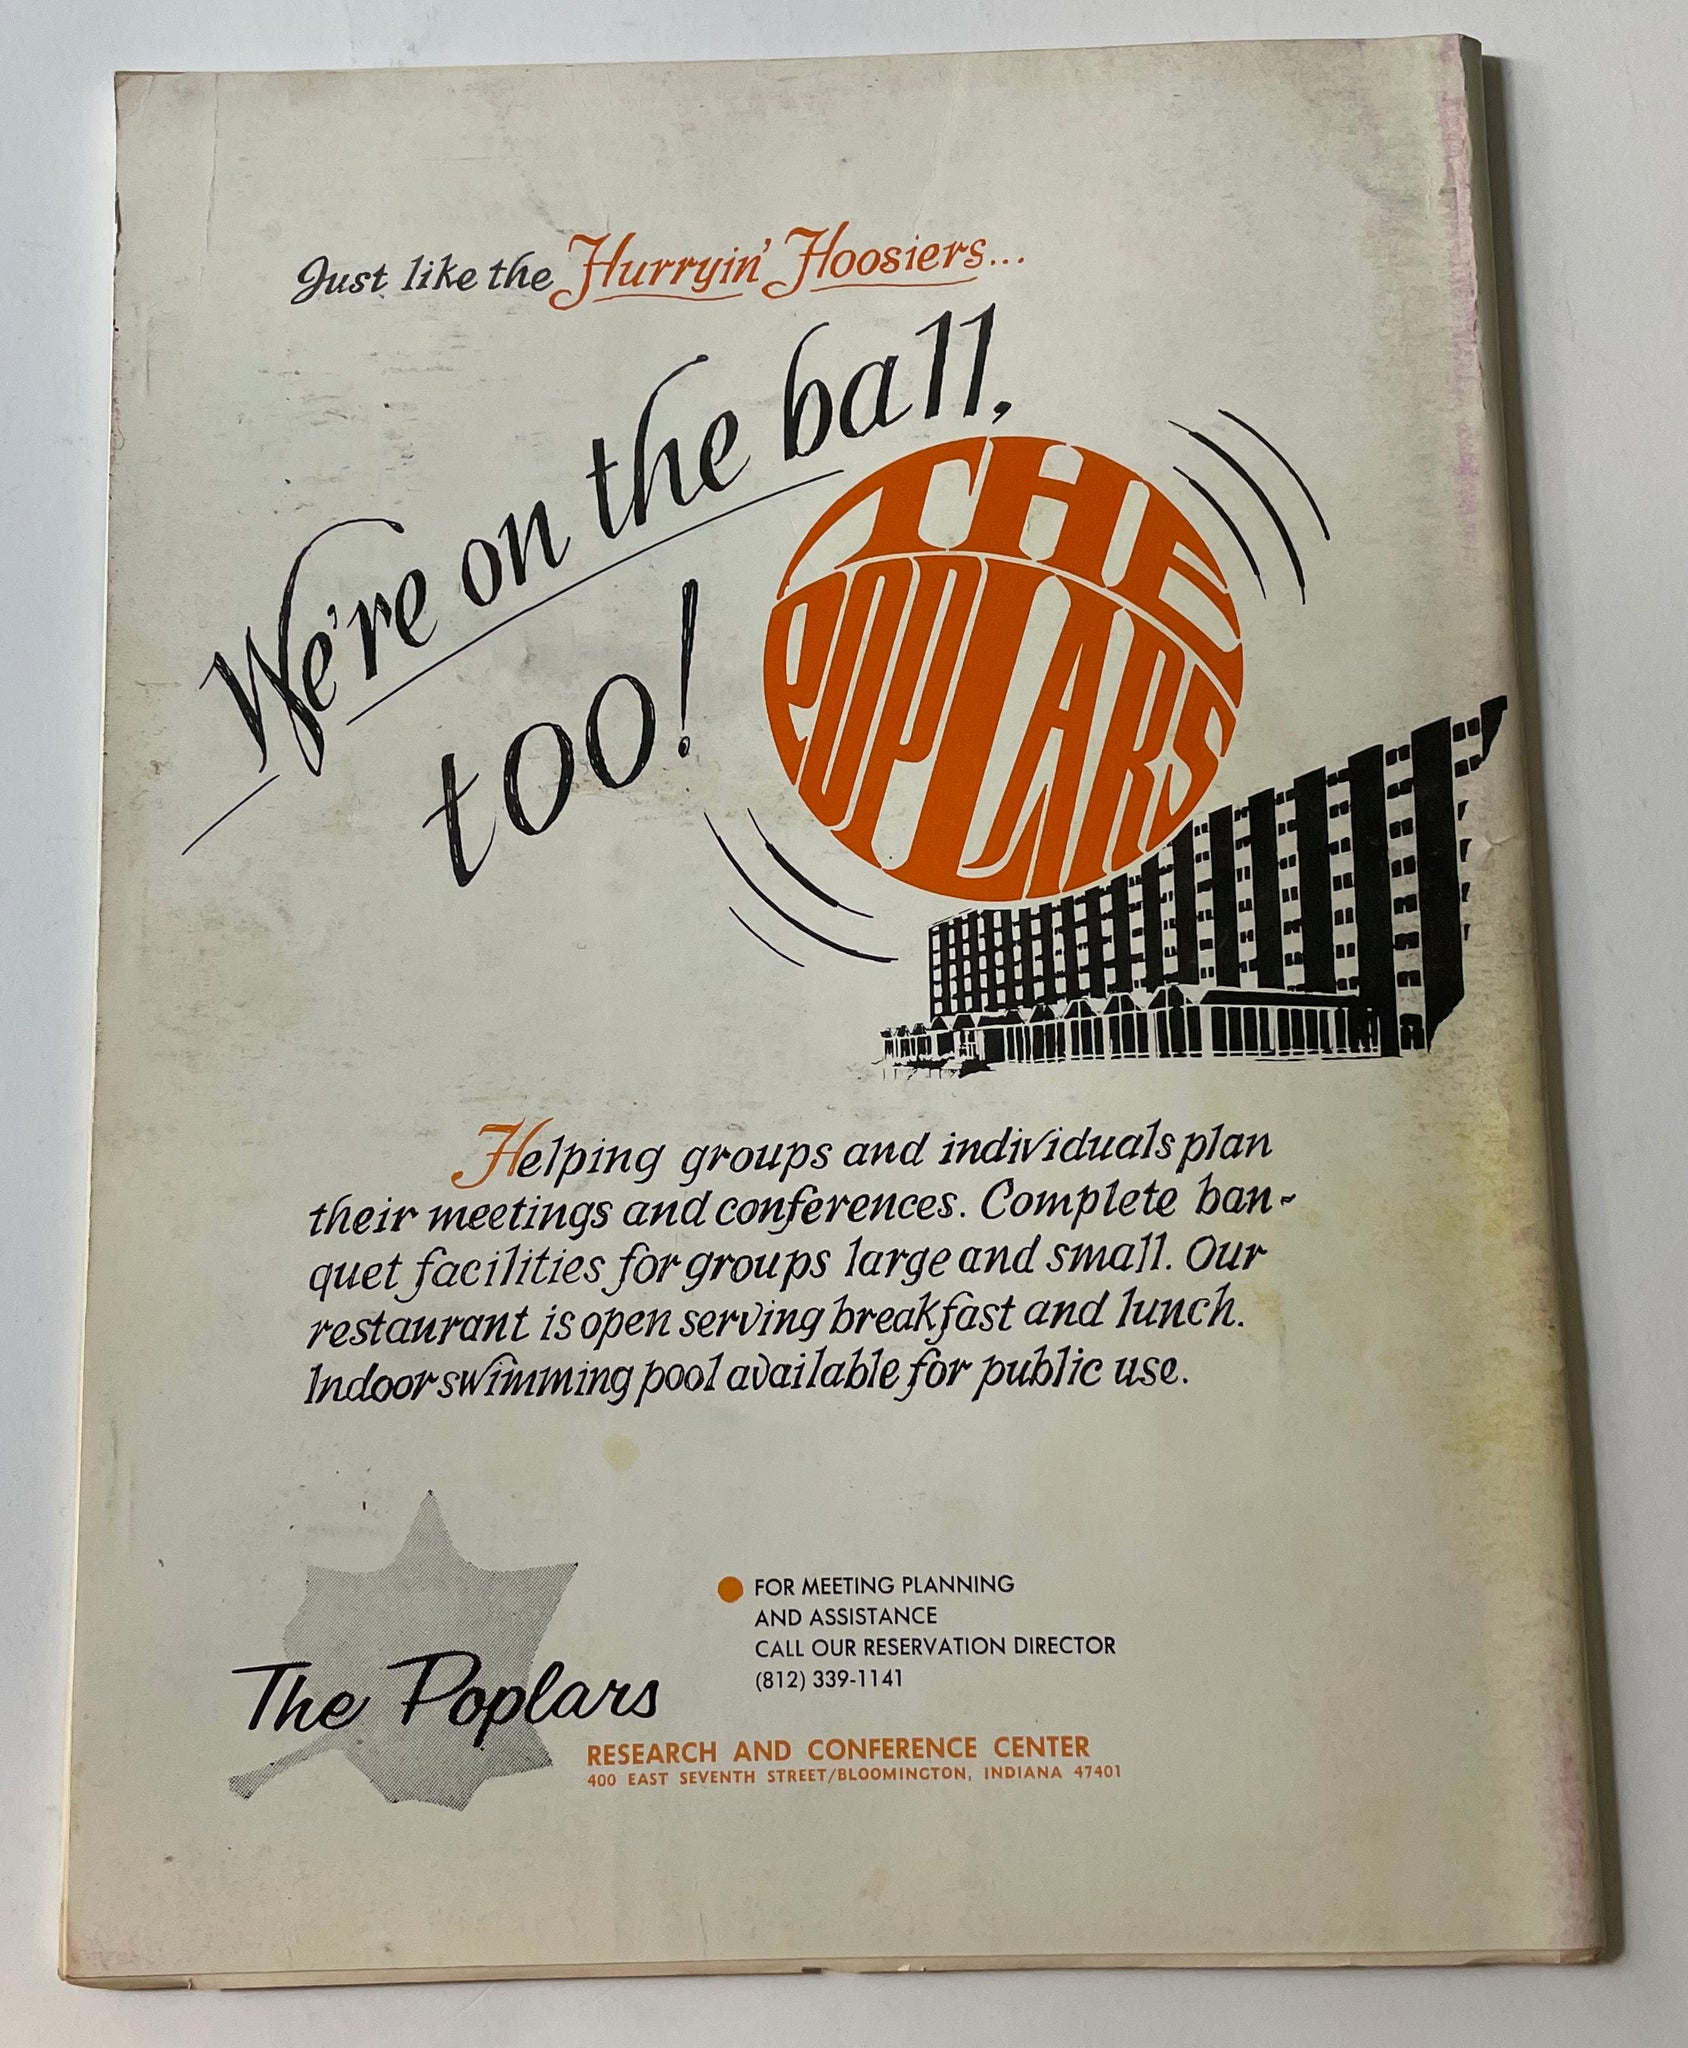 Just like the Hurryin' Hoosiers...
We're on the ball,
too!
THE
POPLARS
Helping groups and individuals plan
their meetings and conferences. Complete ban-
quet facilities for groups large and small. Our
restaurant is open serving breakfast and lunch.
Indoor swimming pool available for public use.
FOR MEETING PLANNING
AND ASSISTANCE
CALL OUR RESERVATION DIRECTOR
(812) 339-1141
The Poplars
RESEARCH AND CONFERENCE CENTER
400 EAST SEVENTH STREET/BLOOMINGTON, INDIANA 47401